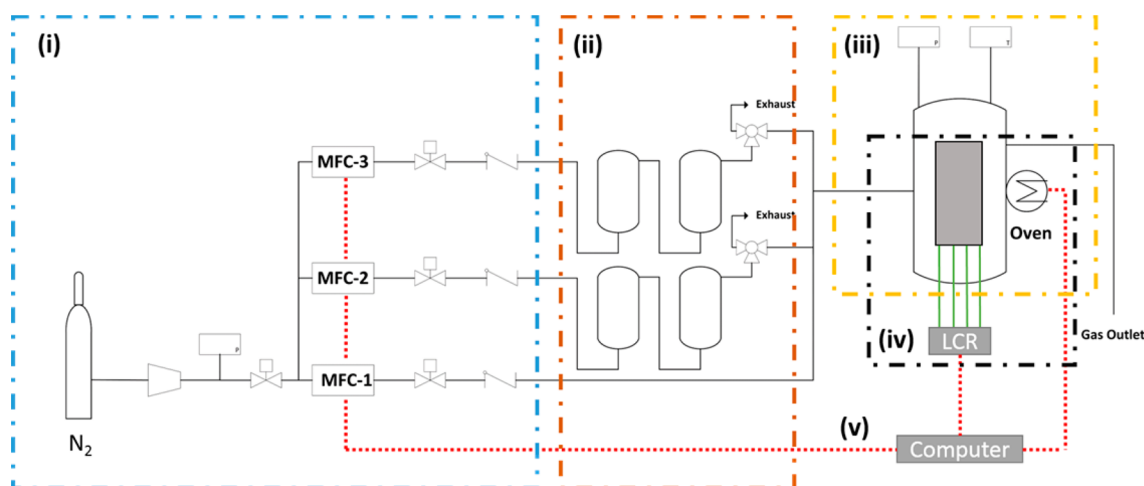 (i)
(ii)
(iii)
P
T
Exhaust
MFC-3
Exhaust
Oven
MFC-2
P
MFC-1
N2
(iv)
LCR
Gas Outlet
(v)
Computer